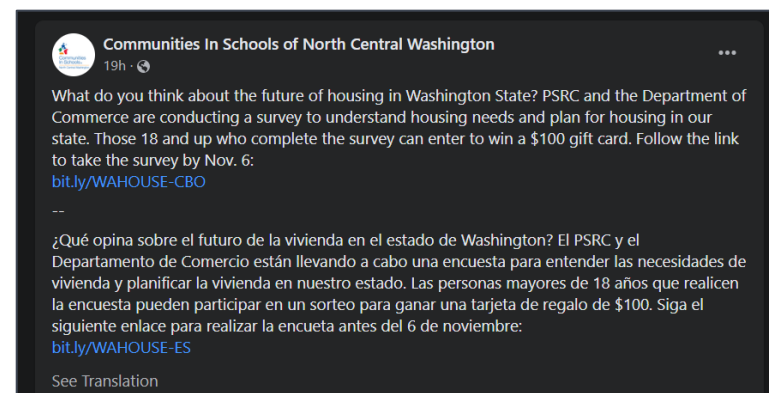 Communities In Schools of North Central Washington
19h ·
What do you think about the future of housing in Washington State? PSRC and the Department of
Commerce are conducting a survey to understand housing needs and plan for housing in our
state. Those 18 and up who complete the survey can enter to win a $100 gift card. Follow the link
to take the survey by Nov. 6:
bit.ly/WAHOUSE-CBO
--
¿Qué opina sobre el futuro de la vivienda en el estado de Washington? El PSRC y el
Departamento de Comercio están llevando a cabo una encuesta para entender las necesidades de
vivienda y planificar la vivienda en nuestro estado. Las personas mayores de 18 años que realicen
la encuesta pueden participar en un sorteo para ganar una tarjeta de regalo de $100. Siga el
siguiente enlace para realizar la encueta antes del 6 de noviembre:
bit.ly/WAHOUSE-ES
See Translation